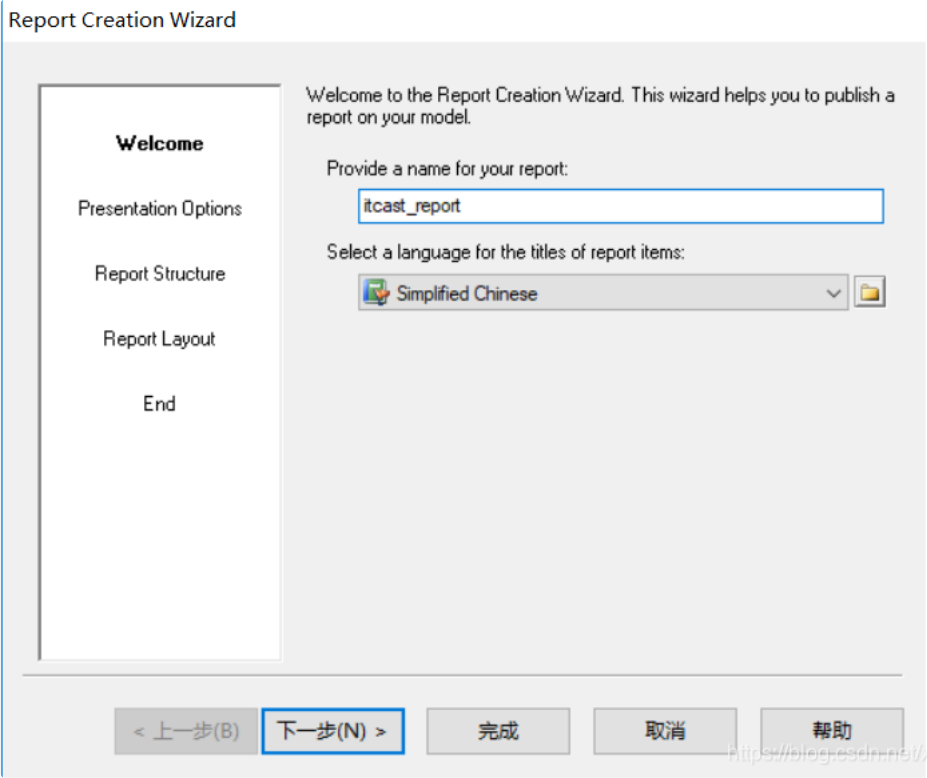 Report Creation Wizard
Welcome to the Report Creation Wizard. This wizard helps you to publish a
report on your model.
Welcome
Presentation Options
Report Structure
Report Layout
End
Provide a name for your report:
itcast_report
Select a language for the titles of report items:
Simplified Chinese
< 上一步(B)
下一步(N) >
完成
取消
帮助
https://blog.csdn.net/